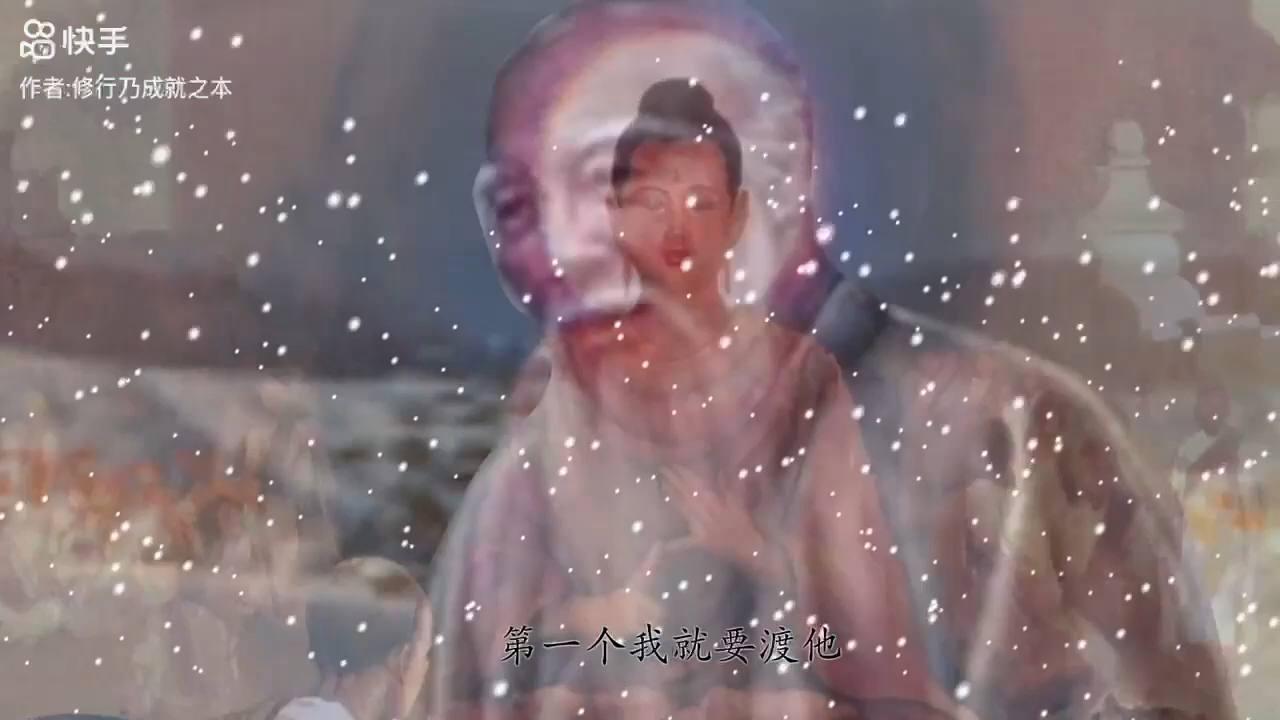 快手
作者:修行乃成就之本
第一个我就要渡他